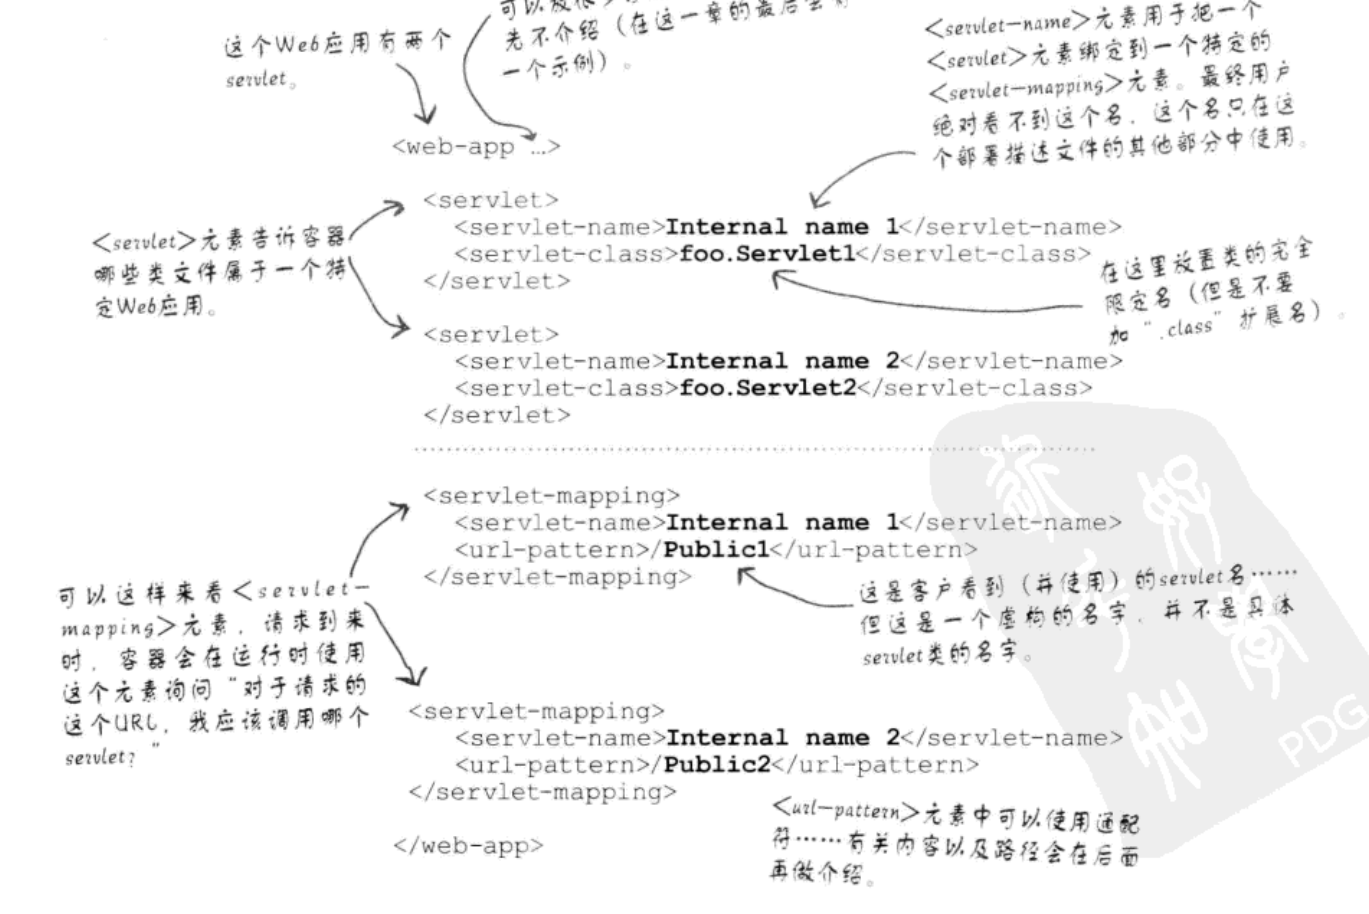 这个Web应用有两个
servlet。
先不介绍（在这一章的最后会
一个示例）。
<servlet-name>元素用于把一个
<servlet>元素绑定到一个特定的
<servlet-mapping>元素。最终用户
绝对看不到这个名，这个名只在这
个部署描述文件的其他部分中使用。
<web-app …>
<servlet>
<servlet-name>Internal name 1</servlet-name>
<servlet-class>foo.Servlet1</servlet-class>
</servlet>
<servlet>元素告诉容器
哪些类文件属于一个特
定Web应用。
在这里放置类的完全
限定名（但是不要
加“.class”扩展名）。
<servlet>
<servlet-name>Internal name 2</servlet-name>
<servlet-class>foo.Servlet2</servlet-class>
</servlet>
<servlet-mapping>
<servlet-name>Internal name 1</servlet-name>
<url-pattern>/Public1</url-pattern>
</servlet-mapping>
可以这样来看<servlet-
mapping>元素，请求到来
时，容器会在运行时使用
这个元素询问“对于请求的
这个URL，我应该调用哪个
servlet？”
这是客户看到（并使用）的servlet名……
但这是一个虚构的名字，并不是具体
servlet类的名字。
<servlet-mapping>
<servlet-name>Internal name 2</servlet-name>
<url-pattern>/Public2</url-pattern>
</servlet-mapping>
</web-app>
<url-pattern>元素中可以使用通配
符……有关内容以及路径会在后面
再做介绍。
PDG